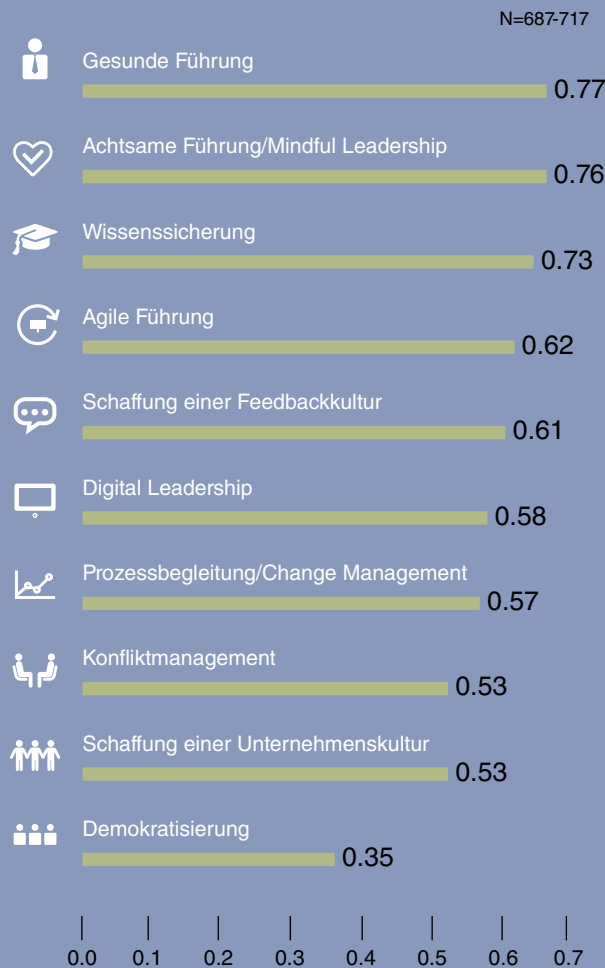 N=687-717
Gesunde Führung
0.77
Achtsame Führung/Mindful Leadership
0.76
Wissenssicherung
0.73
Agile Führung
0.62
Schaffung einer Feedbackkultur
0.61
Digital Leadership
0.58
Prozessbegleitung/Change Management
0.57
Konfliktmanagement
0.53
Schaffung einer Unternehmenskultur
0.53
Demokratisierung
0.35
0.0 0.1 0.2 0.3 0.4 0.5 0.6 0.7